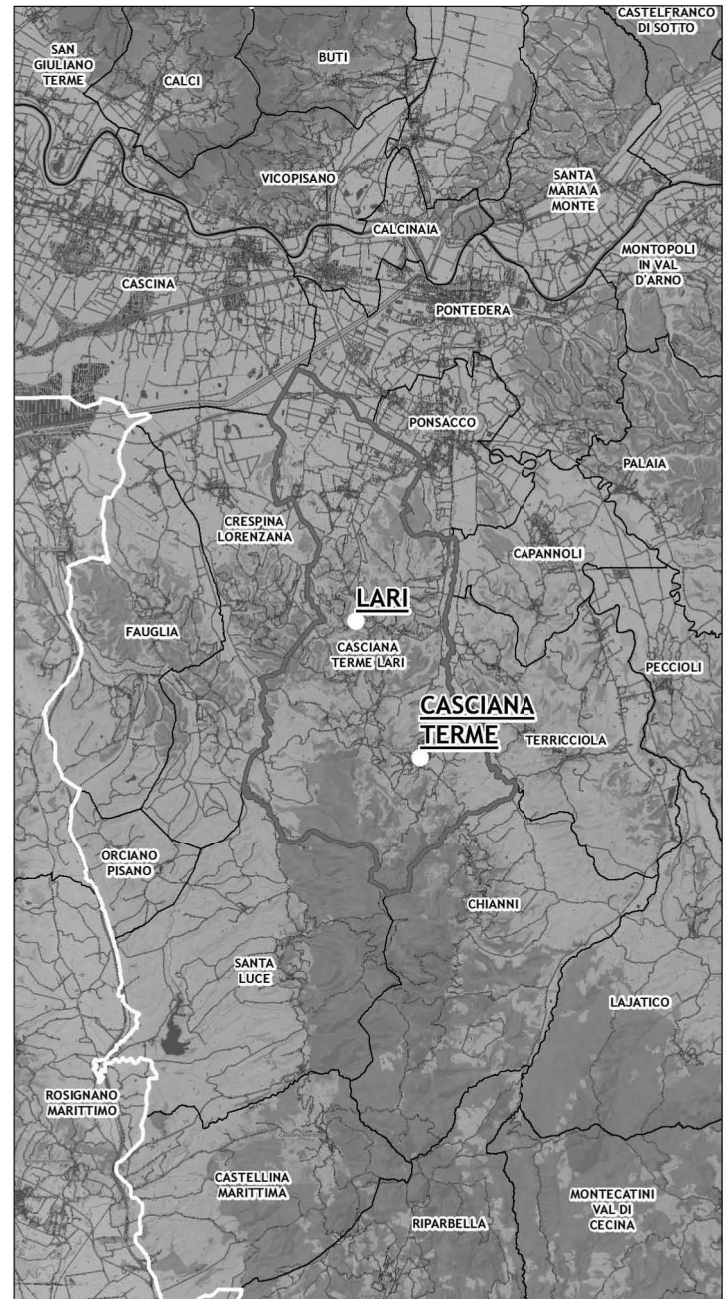 CASTELFRANCO
DI SOTTO
SAN
GIULIANO
TERME
CALCI
BUTI
VICOPISANO
SANTA
MARIA A
MONTE
CALCINAIA
MONTOPOLI
IN VAL
D'ARNO
CASCINA
PONTEDERA
PONSACCO
PALAIA
CRESPINA
LORENZANA
CAPANNOLI
LARI
FAUGLIA
CASCIANA
TERME LARI
PECCIOLI
CASCIANA
TERME
TERRICCIOLA
ORCIANO
PISANO
CHIANNI
SANTA
LUCE
LAJATICO
ROSIGNANO
MARITTIMO
CASTELLINA
MARITTIMA
MONTECATINI
VAL DI
CECINA
RIPARBELLA